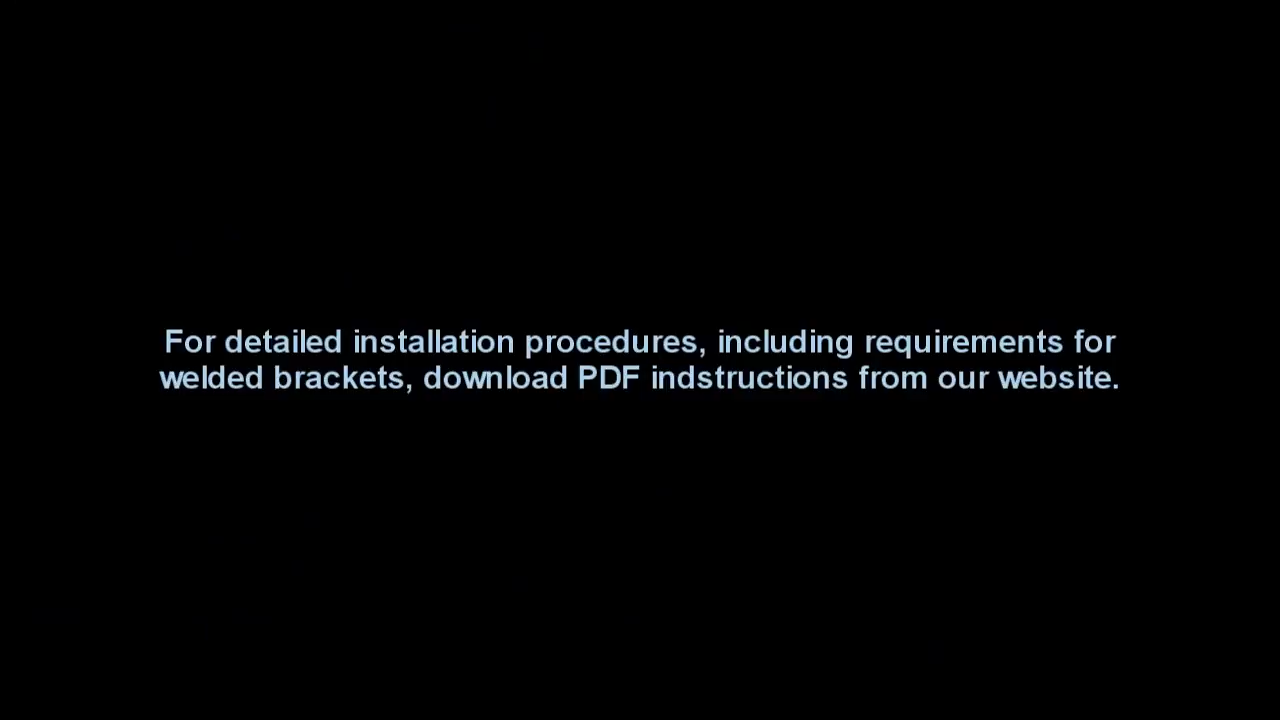 For detailed installation procedures, including requirements for
welded brackets, download PDF indstructions from our website.